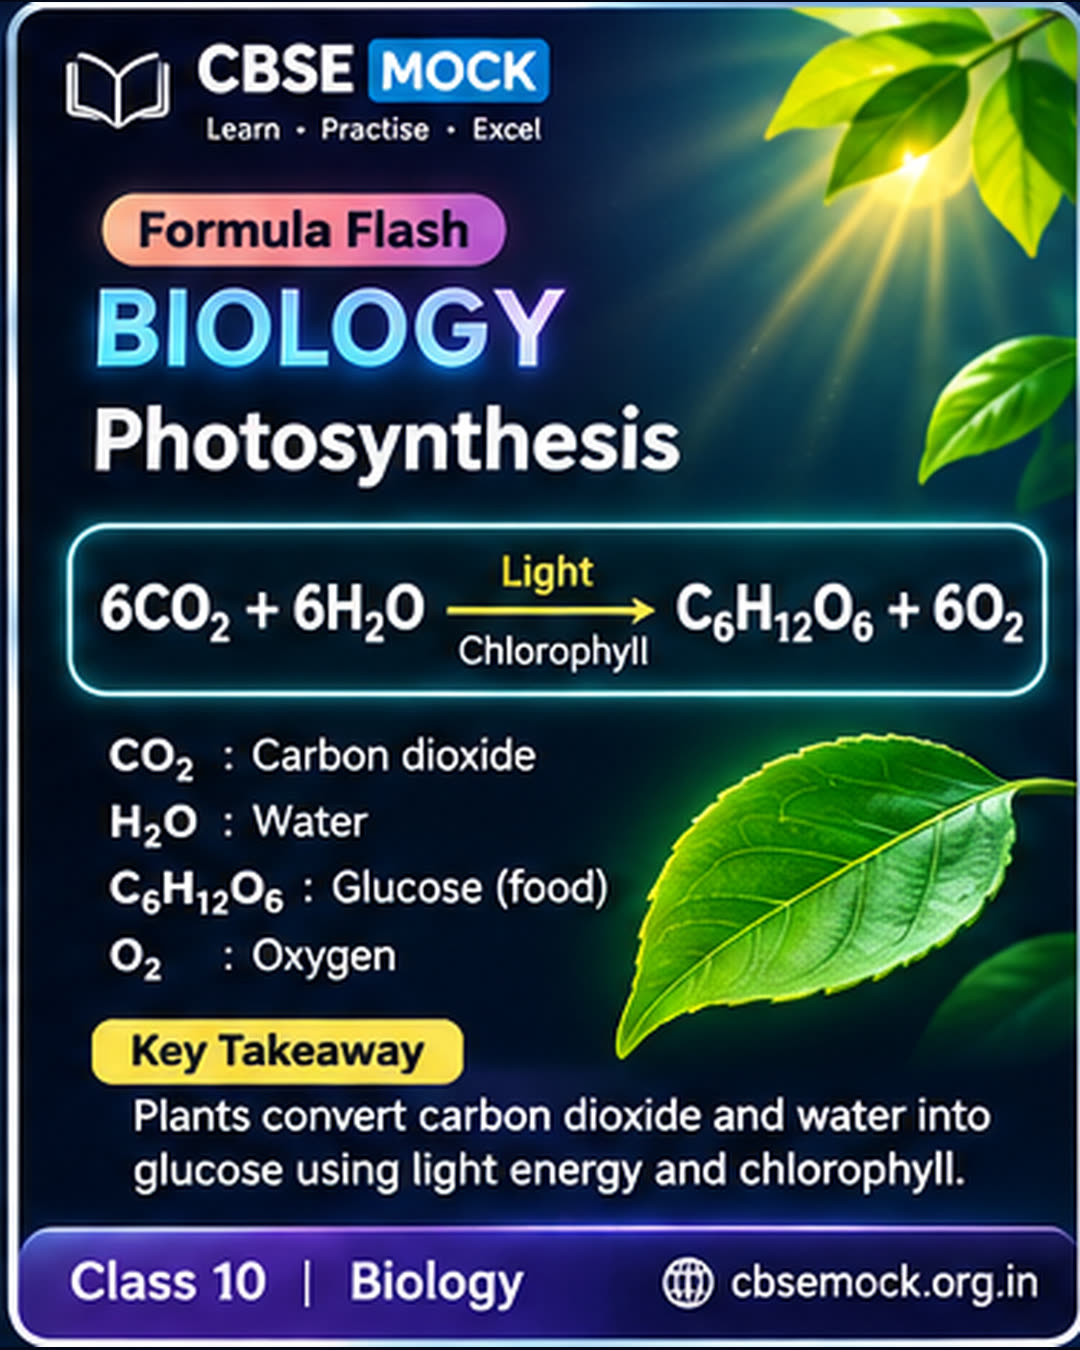 CBSE MOCK
Learn • Practise • Excel
Formula Flash
BIOLOGY
Photosynthesis
Light
6CO₂ + 6H₂O → C₆H₁₂O₆ + 6O₂
Chlorophyll
CO₂ : Carbon dioxide
H₂O : Water
C₆H₁₂O₆ : Glucose (food)
O₂ : Oxygen
Key Takeaway
Plants convert carbon dioxide and water into
glucose using light energy and chlorophyll.
Class 10 | Biology
cbsemock.org.in